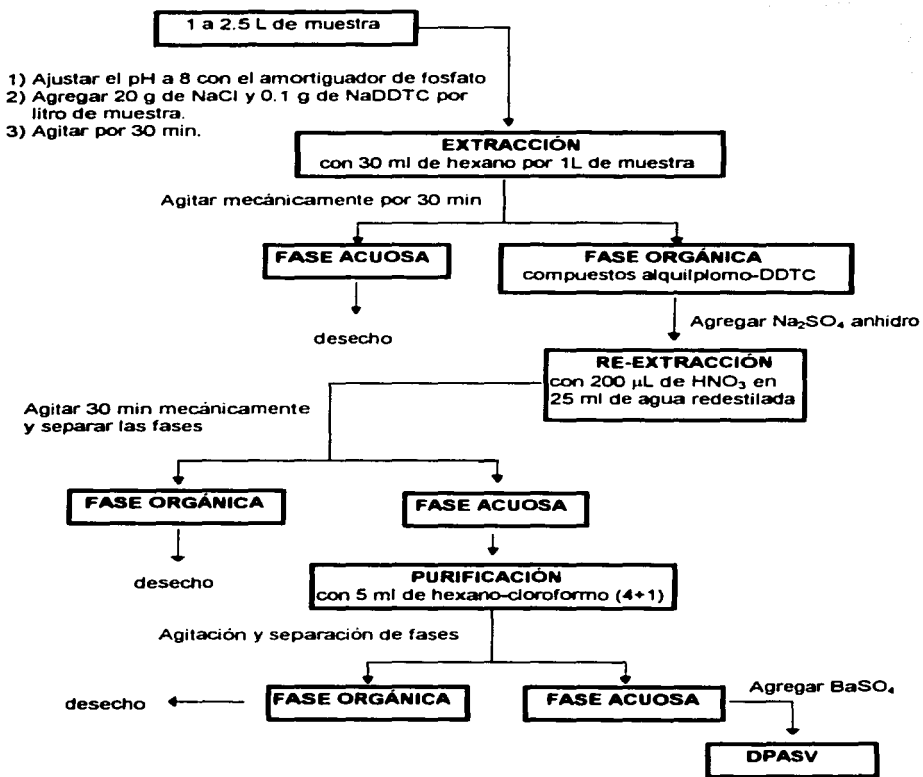 1 a 2.5 L de muestra
1) Ajustar el pH a 8 con el amortiguador de fosfato
2) Agregar 20 g de NaCl y 0.1 g de NaDDTC por
litro de muestra.
3) Agitar por 30 min.
EXTRACCIÓN
con 30 ml de hexano por 1L de muestra
Agitar mecánicamente por 30 min
FASE ACUOSA
FASE ORGÁNICA
compuestos alquilplomo-DDTC
desecho
Agregar Na₂SO₄ anhidro
RE-EXTRACCIÓN
con 200 µL de HNO₃ en
25 ml de agua redestilada
Agitar 30 min mecánicamente
y separar las fases
FASE ORGÁNICA
FASE ACUOSA
desecho
PURIFICACIÓN
con 5 ml de hexano-cloroformo (4+1)
Agitación y separación de fases
desecho
FASE ORGÁNICA
FASE ACUOSA
Agregar BaSO₄
DPASV